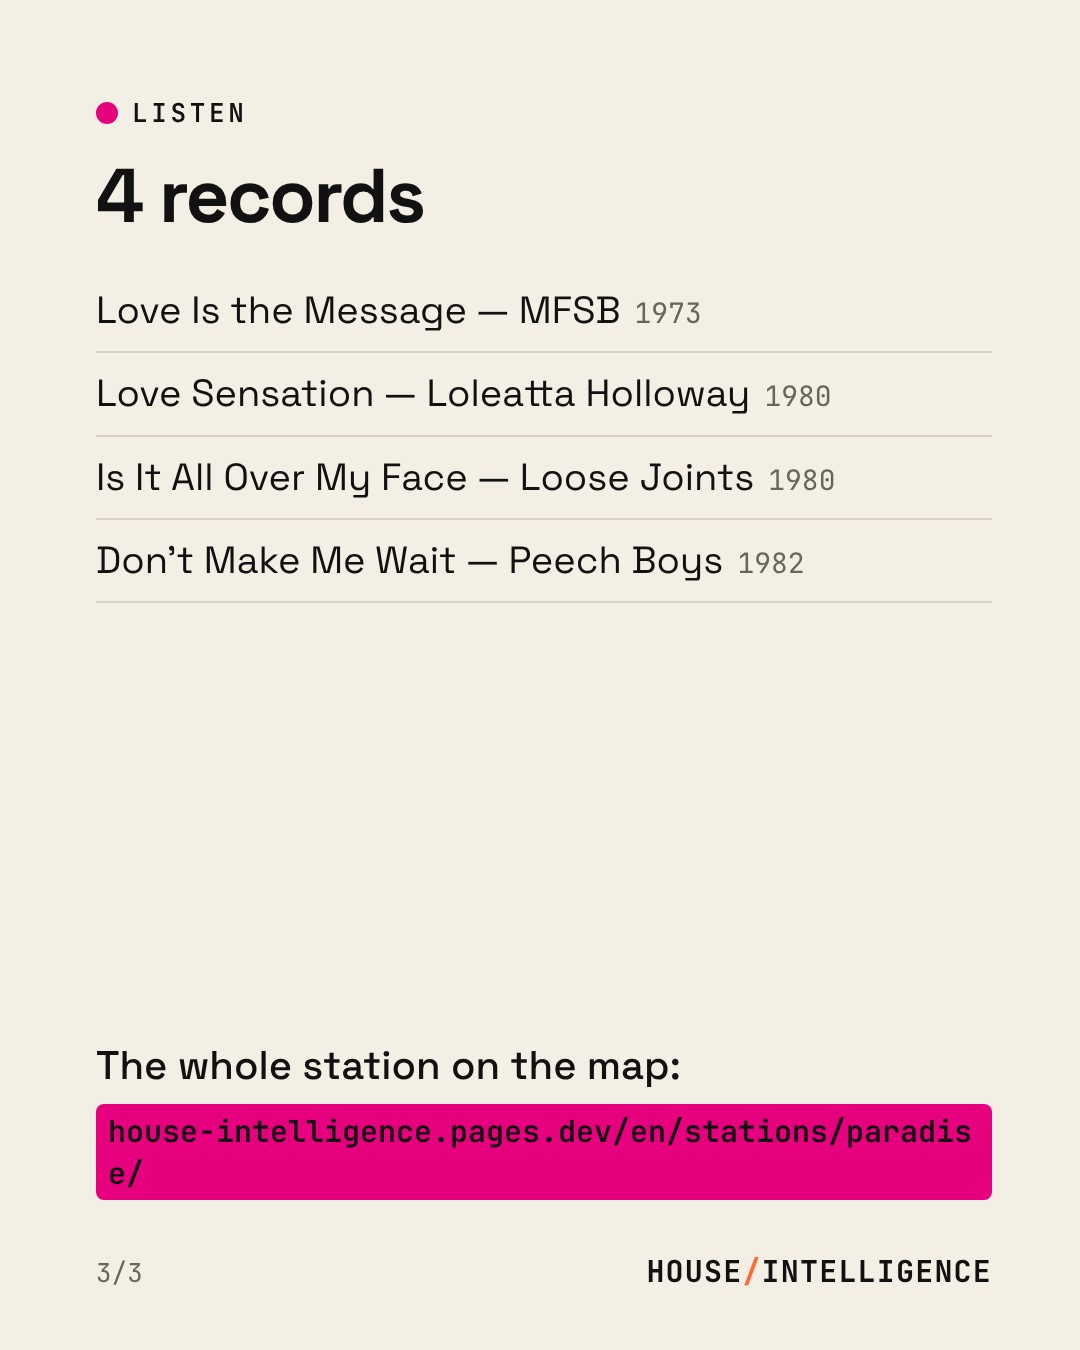 LISTEN
4 records
Love Is the Message — MFSB 1973
Love Sensation — Loleatta Holloway 1980
Is It All Over My Face — Loose Joints 1980
Don’t Make Me Wait — Peech Boys 1982
The whole station on the map:
house-intelligence.pages.dev/en/stations/paradis
e/
3/3
HOUSE/INTELLIGENCE